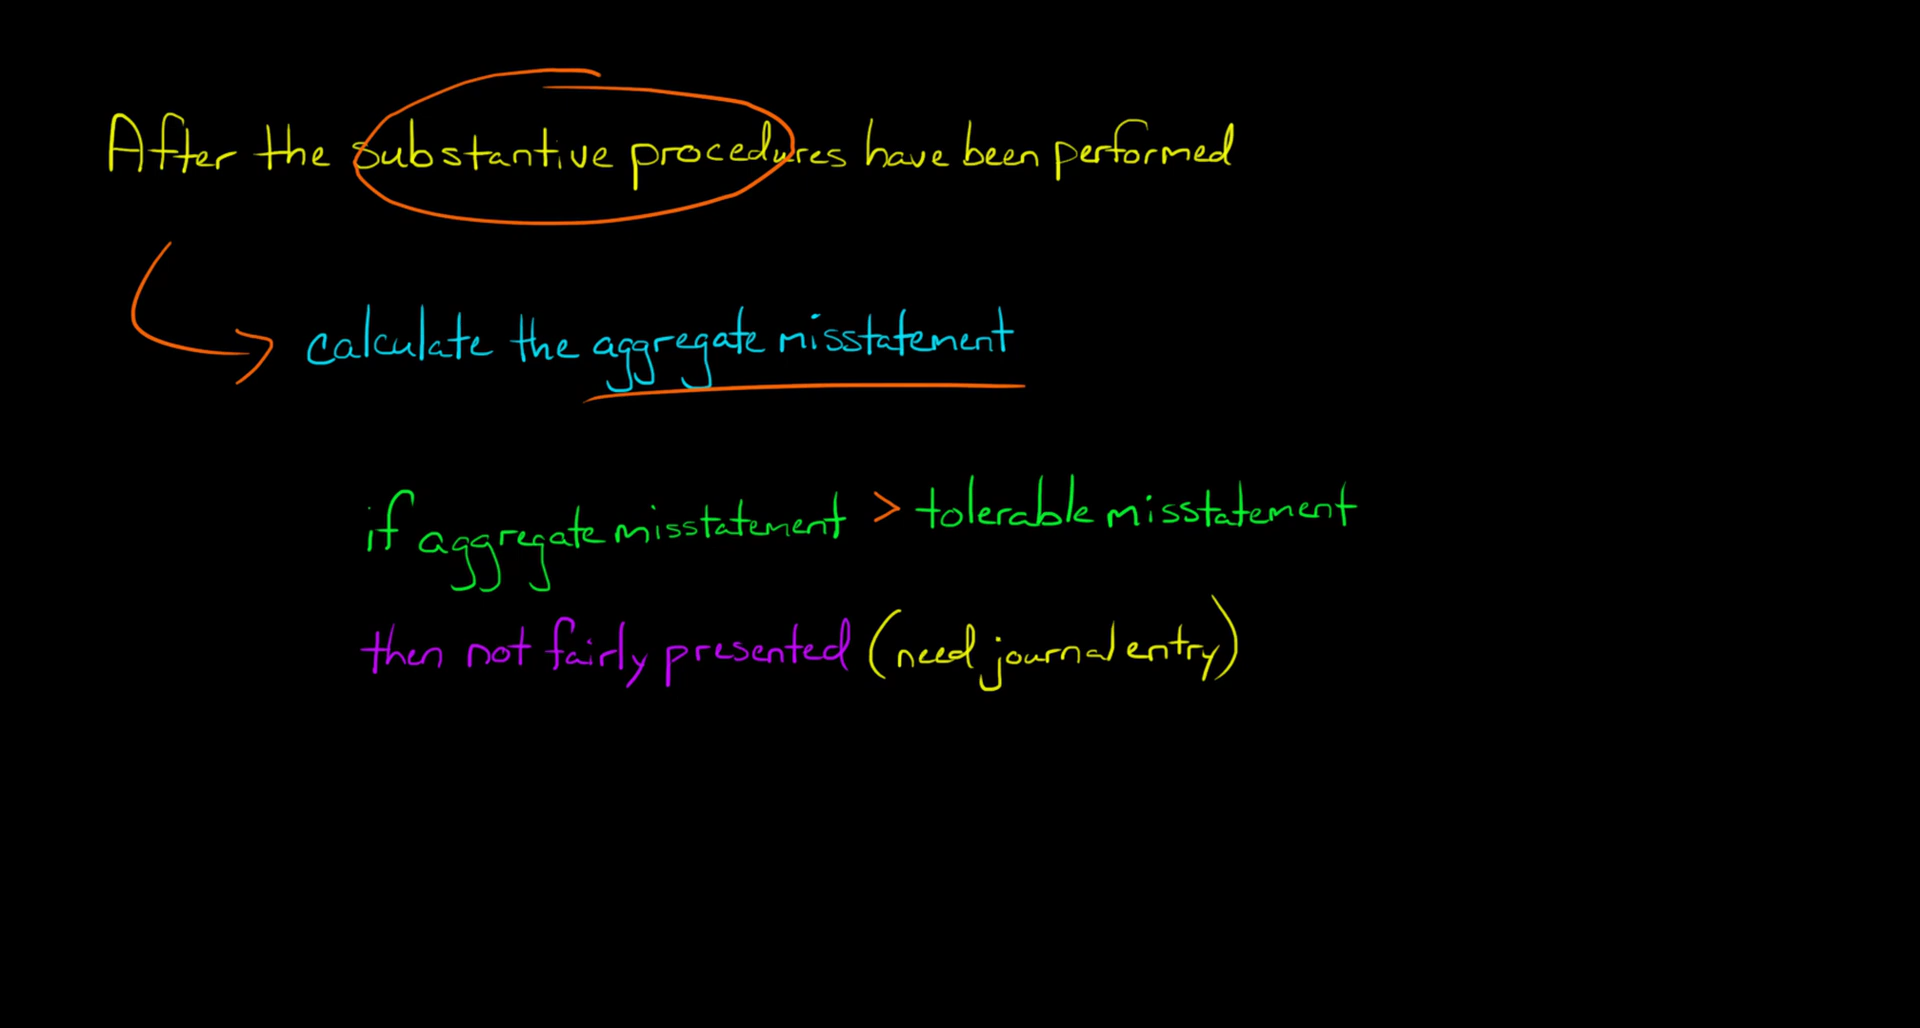 After the substantive procedures have been performed
calculate the aggregate misstatement
if aggregate misstatement > tolerable misstatement
then not fairly presented (need journal entry)